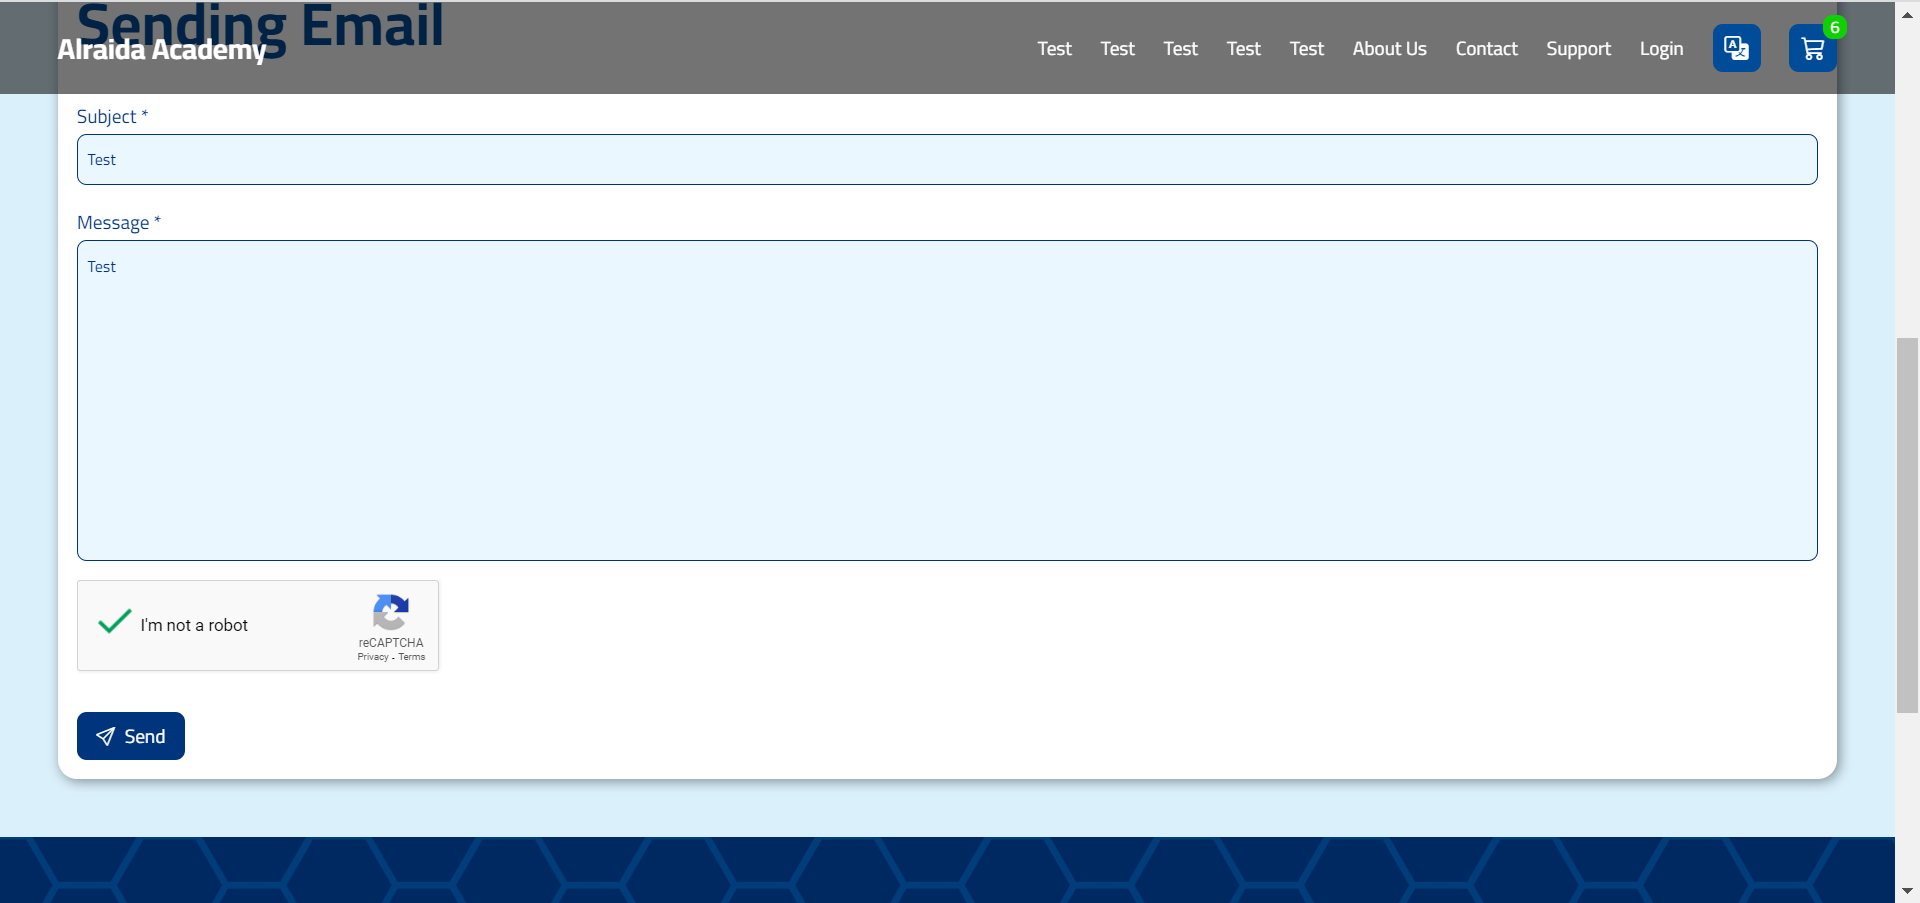 Sending Email
Alraida Academy
Test Test Test Test Test About Us Contact Support Login
A 文
6
Subject *
Test
Message *
Test
I'm not a robot
reCAPTCHA
Privacy - Terms
Send